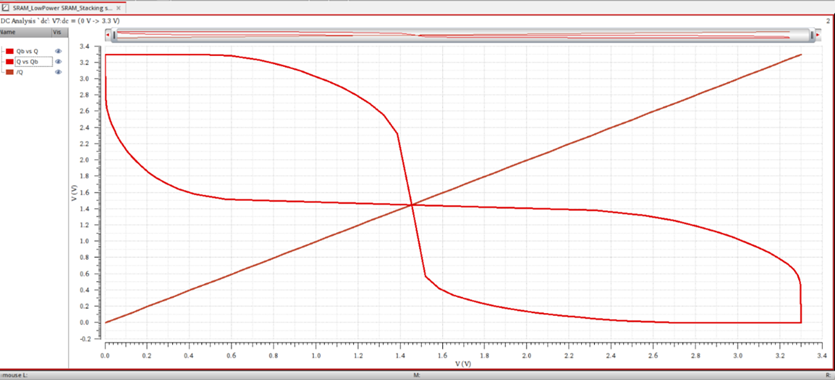 SRAM_LowPower SRAM_Stacking s...
DC Analysis `dc': V7:dc = (0 V -> 3.3 V)
2
Name Vis
Qb vs Q
Q vs Qb
/Q
V (V)
3.4
3.2
3.0
2.8
2.6
2.4
2.2
2.0
1.8
1.6
1.4
1.2
1.0
0.8
0.6
0.4
0.2
0.0
-0.2
0.0 0.2 0.4 0.6 0.8 1.0 1.2 1.4 1.6 1.8 2.0 2.2 2.4 2.6 2.8 3.0 3.2 3.4
V (V)
mouse L: M: R: